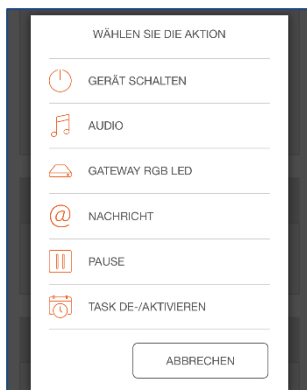 WÄHLEN SIE DIE AKTION
GERÄT SCHALTEN
AUDIO
GATEWAY RGB LED
@ NACHRICHT
PAUSE
TASK DE-/AKTIVIEREN
ABBRECHEN